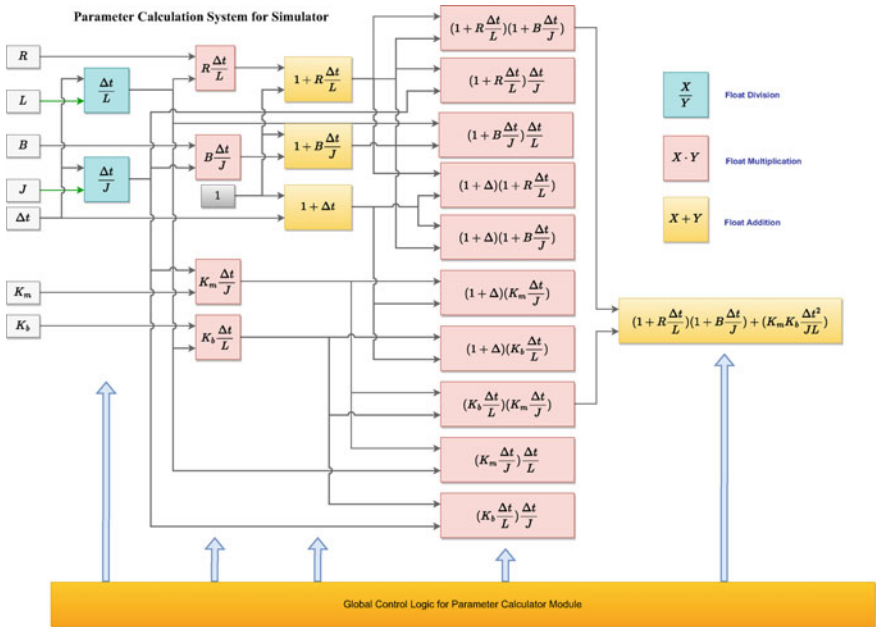 Parameter Calculation System for Simulator
R
L
B
J
Δt
K_m
K_b
Δt/L
Δt/J
R Δt/L
B Δt/J
1
K_m Δt/J
K_b Δt/L
1 + R Δt/L
1 + B Δt/J
1 + Δt
(1 + R Δt/L)(1 + B Δt/J)
(1 + R Δt/L) Δt/J
(1 + B Δt/J) Δt/L
(1 + Δ)(1 + R Δt/L)
(1 + Δ)(1 + B Δt/J)
(1 + Δ)(K_m Δt/J)
(1 + Δ)(K_b Δt/L)
(K_b Δt/L)(K_m Δt/J)
(K_m Δt/J) Δt/L
(K_b Δt/L) Δt/J
X/Y
Float Division
X · Y
Float Multiplication
X + Y
Float Addition
(1 + R Δt/L)(1 + B Δt/J) + (K_m K_b Δt²/JL)
Global Control Logic for Parameter Calculator Module